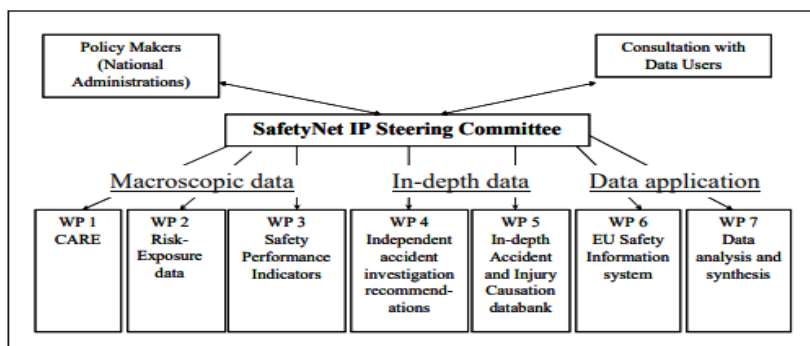 Policy Makers
(National
Administrations)
Consultation with
Data Users
SafetyNet IP Steering Committee
Macroscopic data
In-depth data
Data application
WP 1
CARE
WP 2
Risk-
Exposure
data
WP 3
Safety
Performance
Indicators
WP 4
Independent
accident
investigation
recommend-
ations
WP 5
In-depth
Accident
and Injury
Causation
databank
WP 6
EU Safety
Information
system
WP 7
Data
analysis and
synthesis